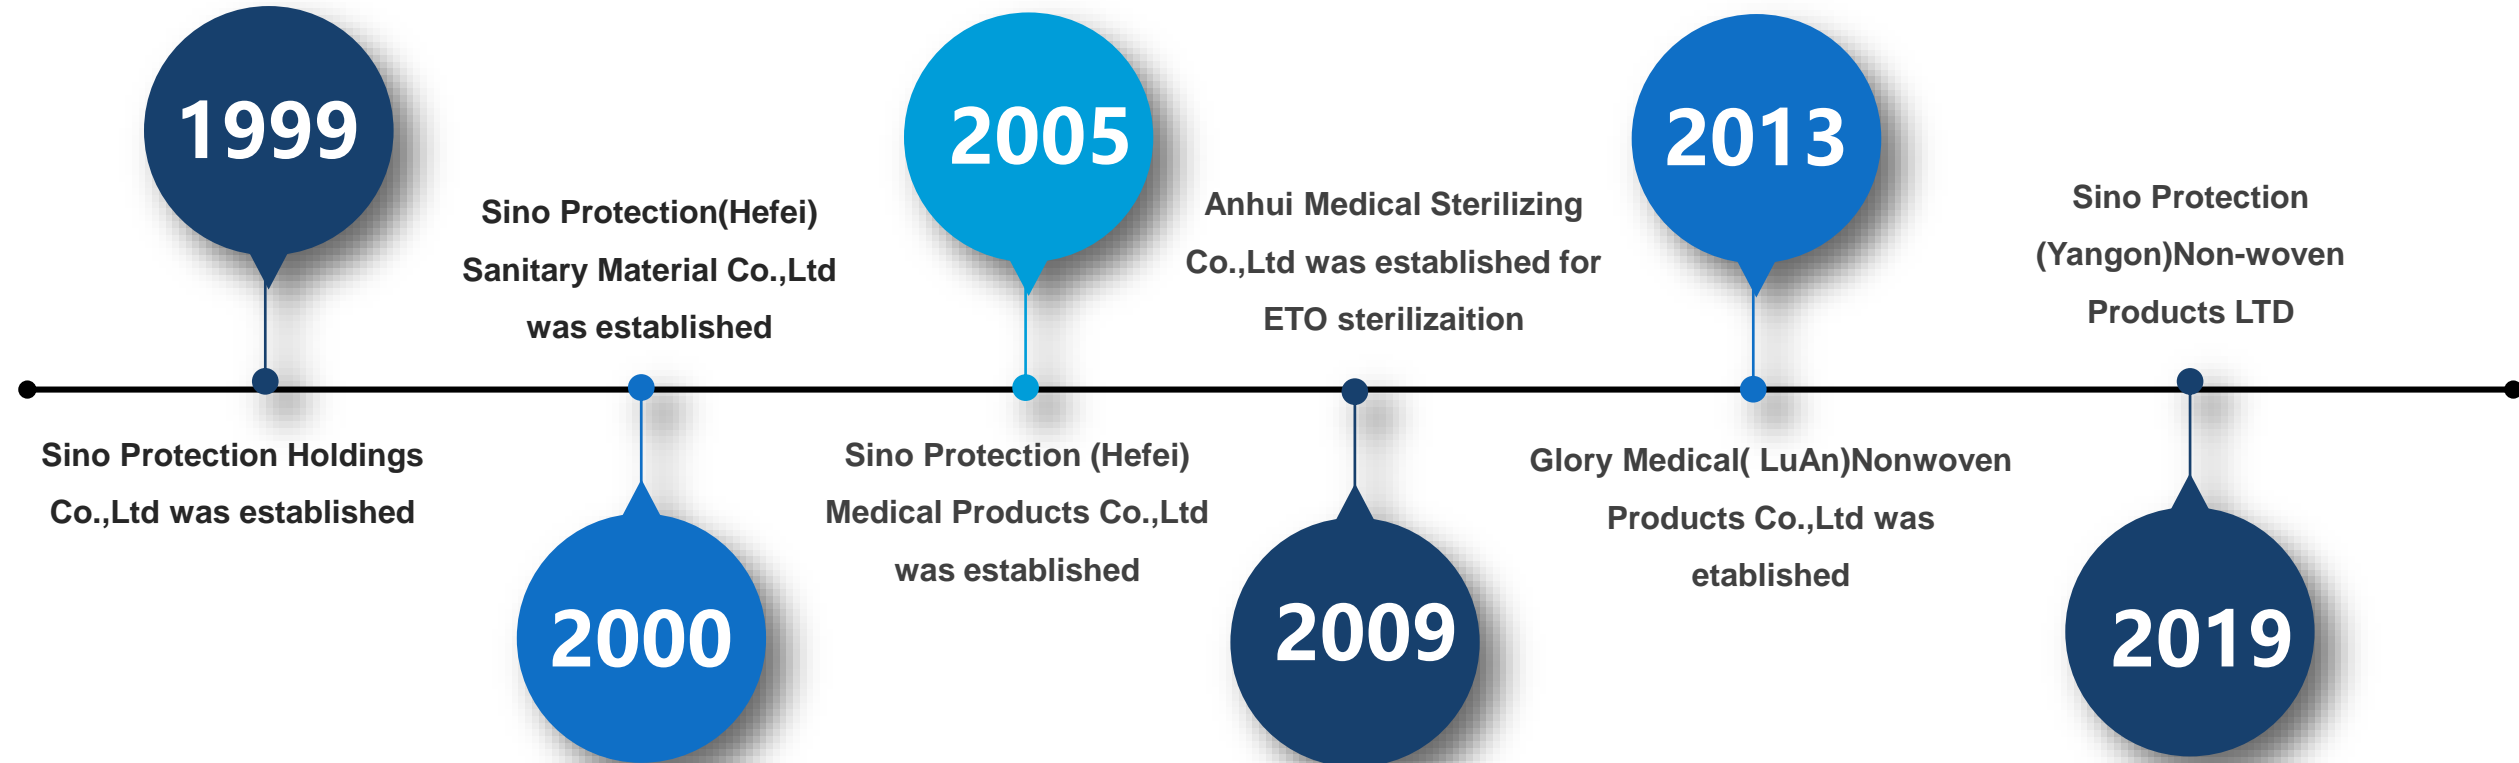 1999
Sino Protection Holdings
Co.,Ltd was established
Sino Protection(Hefei)
Sanitary Material Co.,Ltd
was established
2000
2005
Sino Protection (Hefei)
Medical Products Co.,Ltd
was established
Anhui Medical Sterilizing
Co.,Ltd was established for
ETO sterilizaition
2009
2013
Glory Medical( LuAn)Nonwoven
Products Co.,Ltd was
etablished
Sino Protection
(Yangon)Non-woven
Products LTD
2019